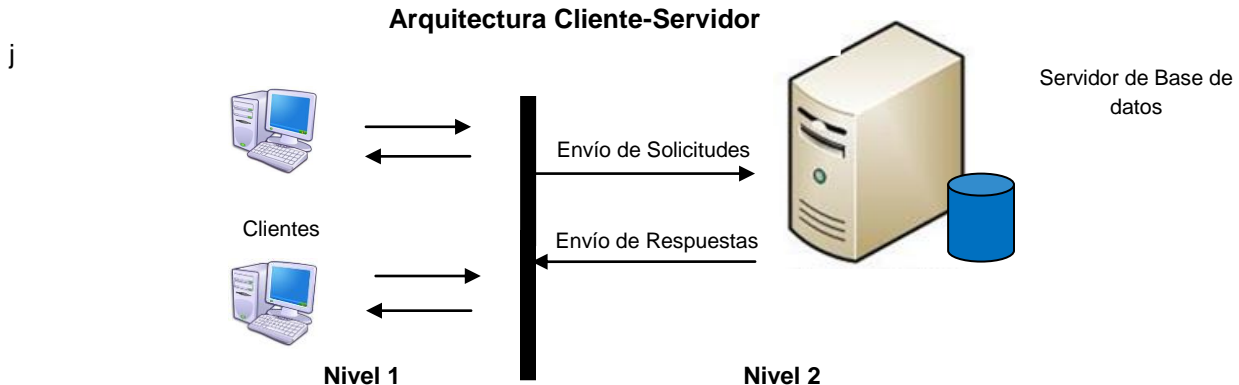 Arquitectura Cliente-Servidor
j
Servidor de Base de
datos
Envío de Solicitudes
Clientes
Envío de Respuestas
Nivel 1
Nivel 2